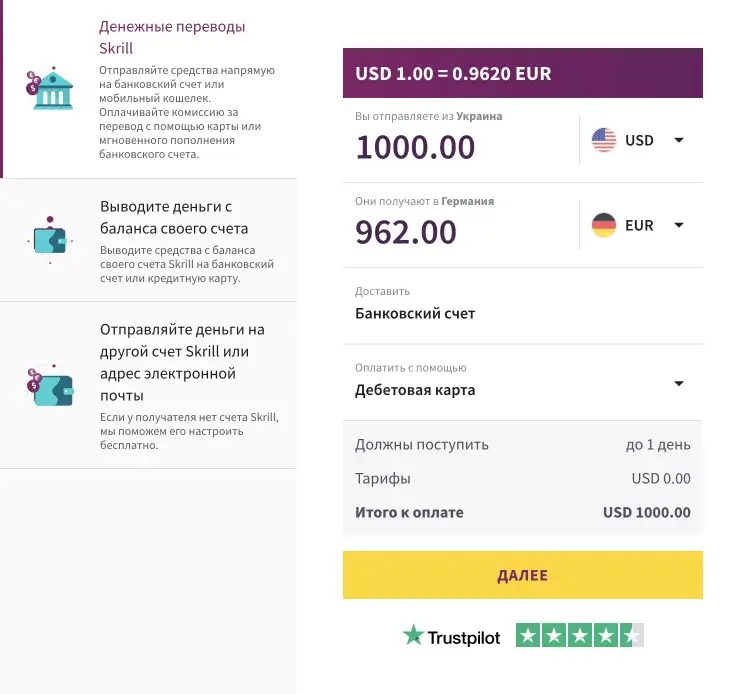 Денежные переводы
Skrill
Отправляйте средства напрямую
на банковский счет или
мобильный кошелек.
Оплачивайте комиссию за
перевод с помощью карты или
мгновенного пополнения
банковского счета.
Выводите деньги с
баланса своего счета
Выводите средства с баланса
своего счета Skrill на банковский
счет или кредитную карту.
Отправляйте деньги на
другой счет Skrill или
адрес электронной
почты
Если у получателя нет счета Skrill,
мы поможем его настроить
бесплатно.
USD 1.00 = 0.9620 EUR
Вы отправляете из Украина
1000.00 USD
Они получают в Германия
962.00 EUR
Доставить
Банковский счет
Оплатить с помощью
Дебетовая карта
Должны поступить до 1 день
Тарифы USD 0.00
Итого к оплате USD 1000.00
ДАЛЕЕ
Trustpilot